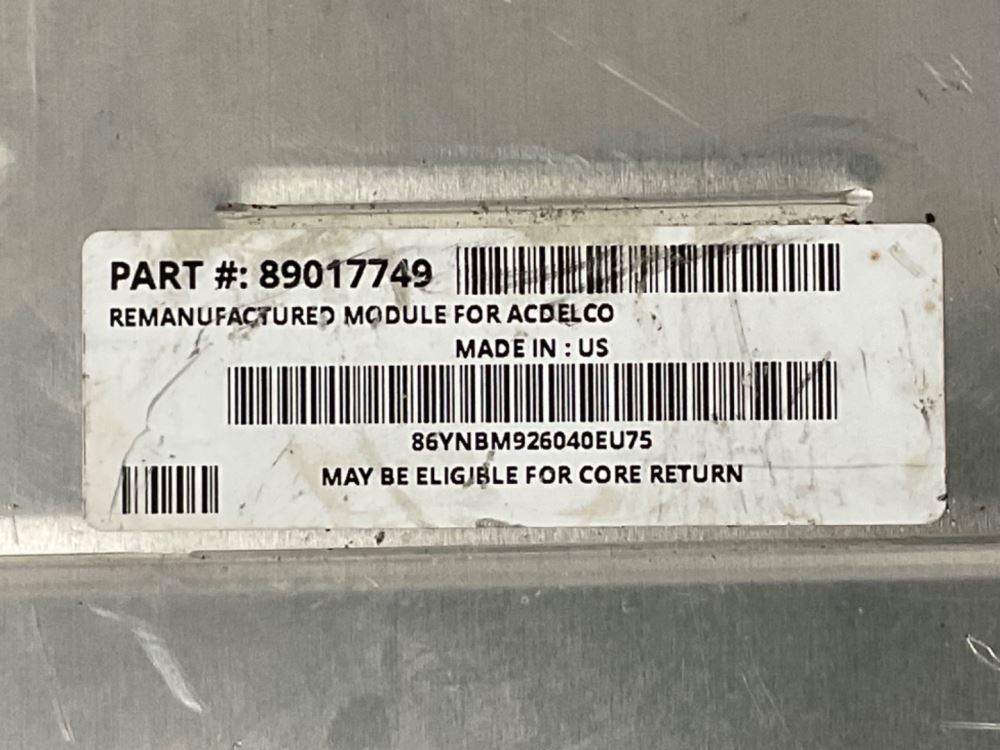 PART #: 89017749
REMANUFACTURED MODULE FOR ACDELCO
MADE IN : US
86YNBM926040EU75
MAY BE ELIGIBLE FOR CORE RETURN